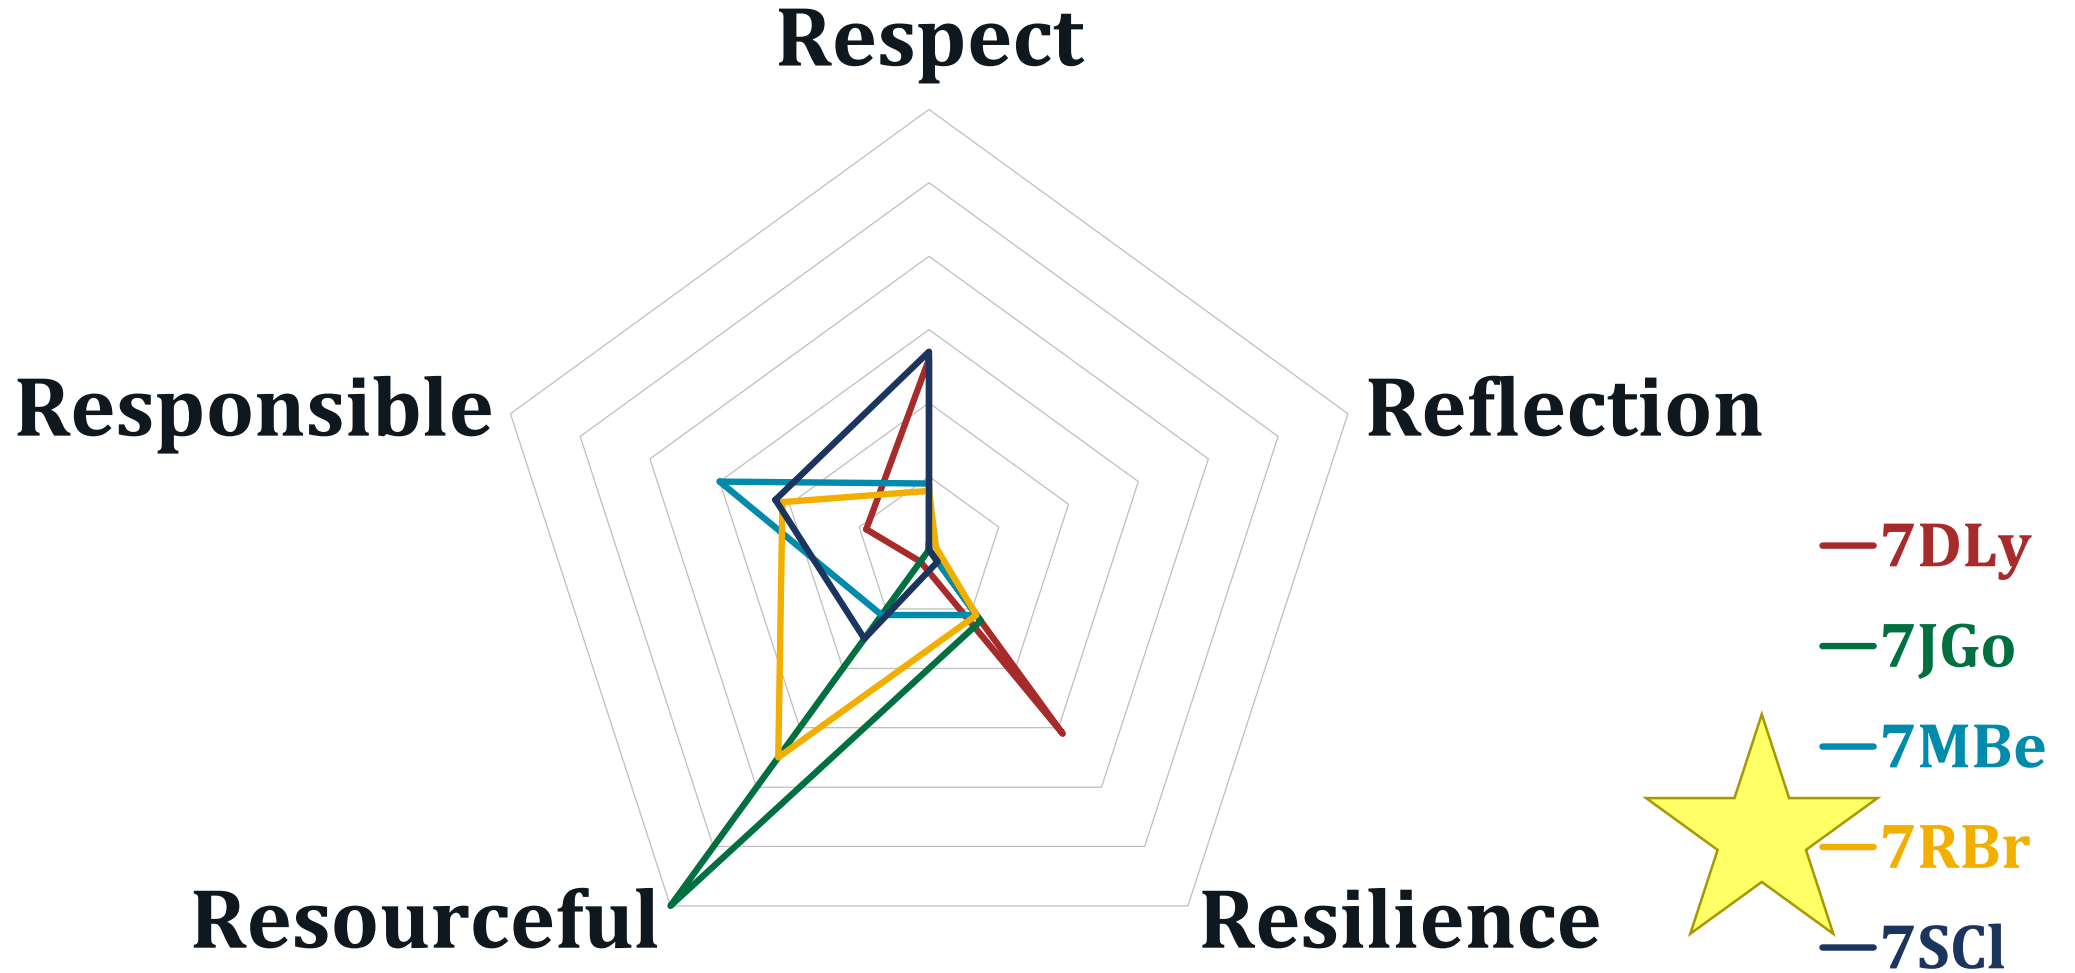 Respect
Responsible
Reflection
7DLy
7JGo
7MBe
7RBr
Resourceful
Resilience
7SCl